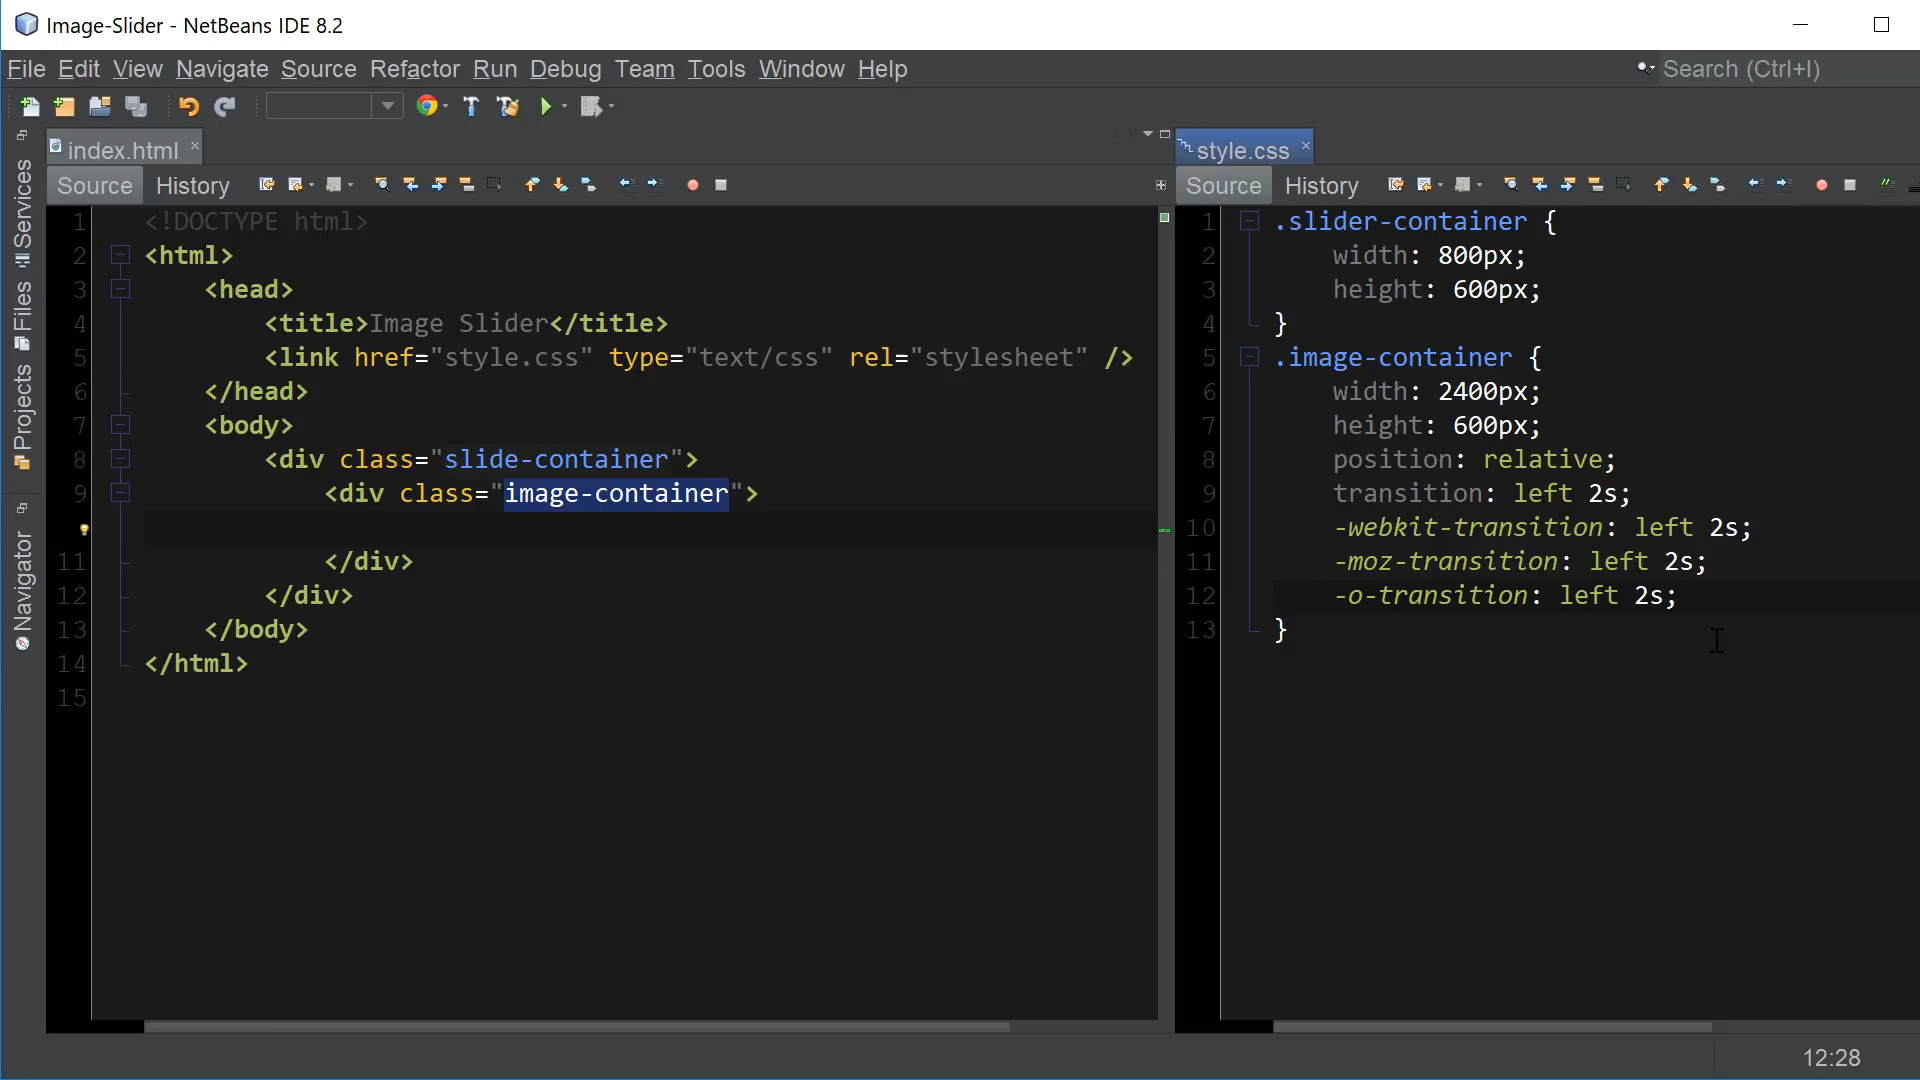 Image-Slider - NetBeans IDE 8.2
File Edit View Navigate Source Refactor Run Debug Team Tools Window Help
Search (Ctrl+I)
index.html
style.css
Source History
Source History
Services
Files
Projects
Navigator
1 <!DOCTYPE html>
2 <html>
3 <head>
4 <title>Image Slider</title>
5 <link href="style.css" type="text/css" rel="stylesheet" />
6 </head>
7 <body>
8 <div class="slide-container">
9 <div class="image-container">
11 </div>
12 </div>
13 </body>
14 </html>
15
1 .slider-container {
2 width: 800px;
3 height: 600px;
4 }
5 .image-container {
6 width: 2400px;
7 height: 600px;
8 position: relative;
9 transition: left 2s;
10 -webkit-transition: left 2s;
11 -moz-transition: left 2s;
12 -o-transition: left 2s;
13 }
12:28